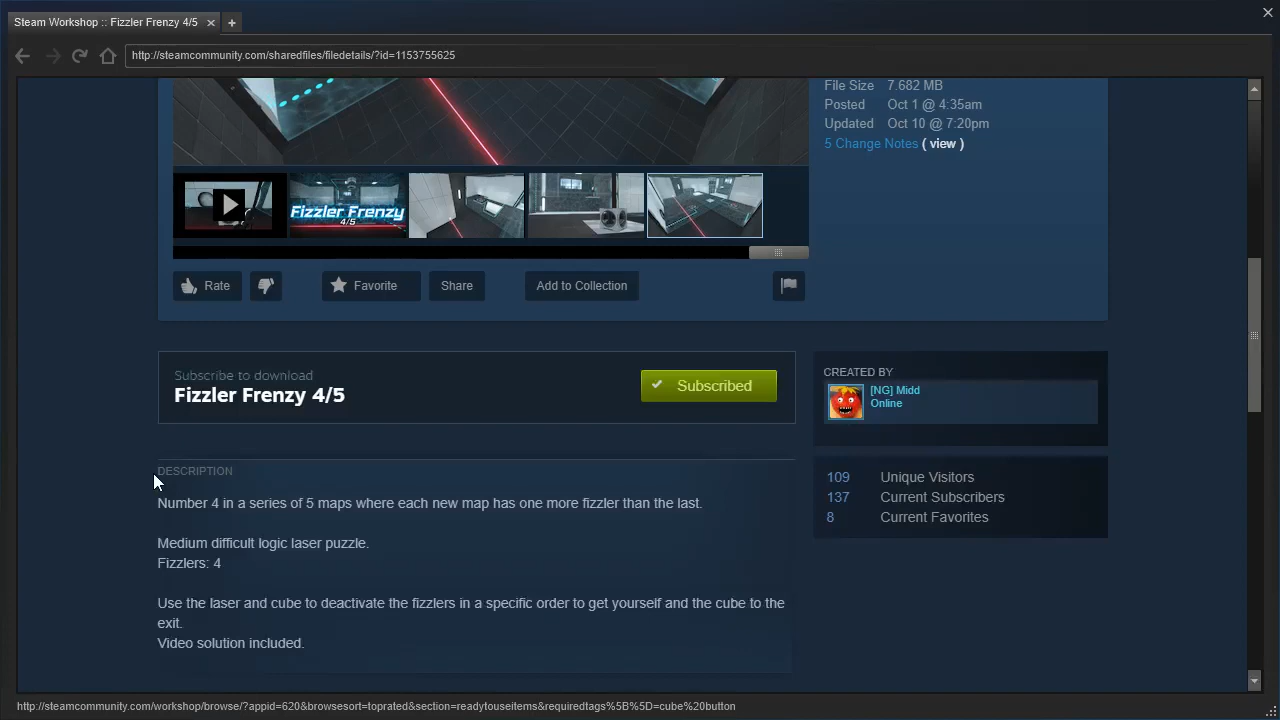 Steam Workshop :: Fizzler Frenzy 4/5
http://steamcommunity.com/sharedfiles/filedetails/?id=1153755625
File Size 7.682 MB
Posted Oct 1 @ 4:35am
Updated Oct 10 @ 7:20pm
5 Change Notes ( view )
Fizzler Frenzy
4/5
Rate
Favorite
Share
Add to Collection
Subscribe to download
Fizzler Frenzy 4/5
Subscribed
CREATED BY
[NG] Midd
Online
DESCRIPTION
Number 4 in a series of 5 maps where each new map has one more fizzler than the last.
Medium difficult logic laser puzzle.
Fizzlers: 4
Use the laser and cube to deactivate the fizzlers in a specific order to get yourself and the cube to the
exit.
Video solution included.
109 Unique Visitors
137 Current Subscribers
8 Current Favorites
http://steamcommunity.com/workshop/browse/?appid=620&browsesort=toprated&section=readytouseitems&requiredtags%5B%5D=cube%20button